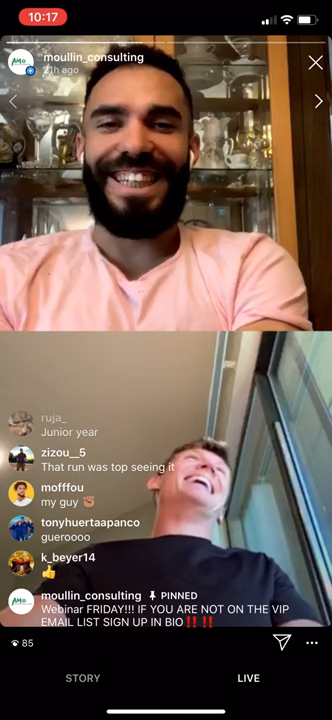 10:17
moullin_consulting
21h ago
ruja_
Junior year
zizou__5
That run was top seeing it
mofffou
my guy ✊🏽
tonyhuertaapanco
gueroooo
k_beyer14
👍
moullin_consulting PINNED
Webinar FRIDAY!!! IF YOU ARE NOT ON THE VIP
EMAIL LIST SIGN UP IN BIO‼️‼️
85
STORY LIVE